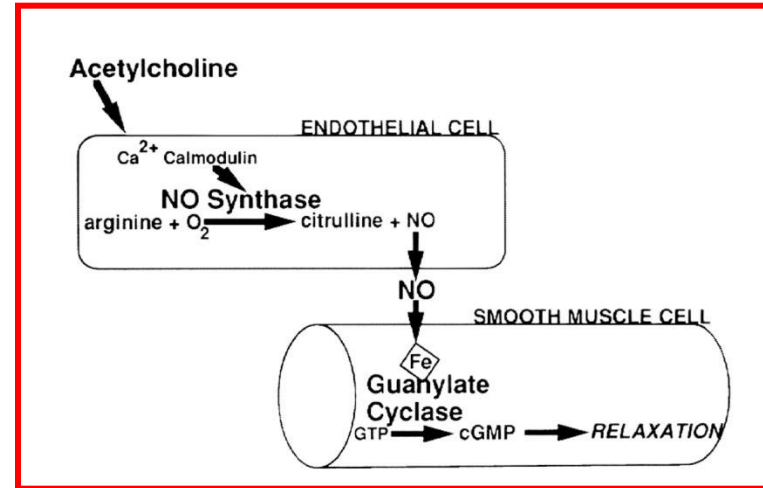 Acetylcholine
ENDOTHELIAL CELL
Ca2+ Calmodulin
NO Synthase
arginine + O2 citrulline + NO
NO
SMOOTH MUSCLE CELL
Fe
Guanylate
Cyclase
GTP cGMP RELAXATION